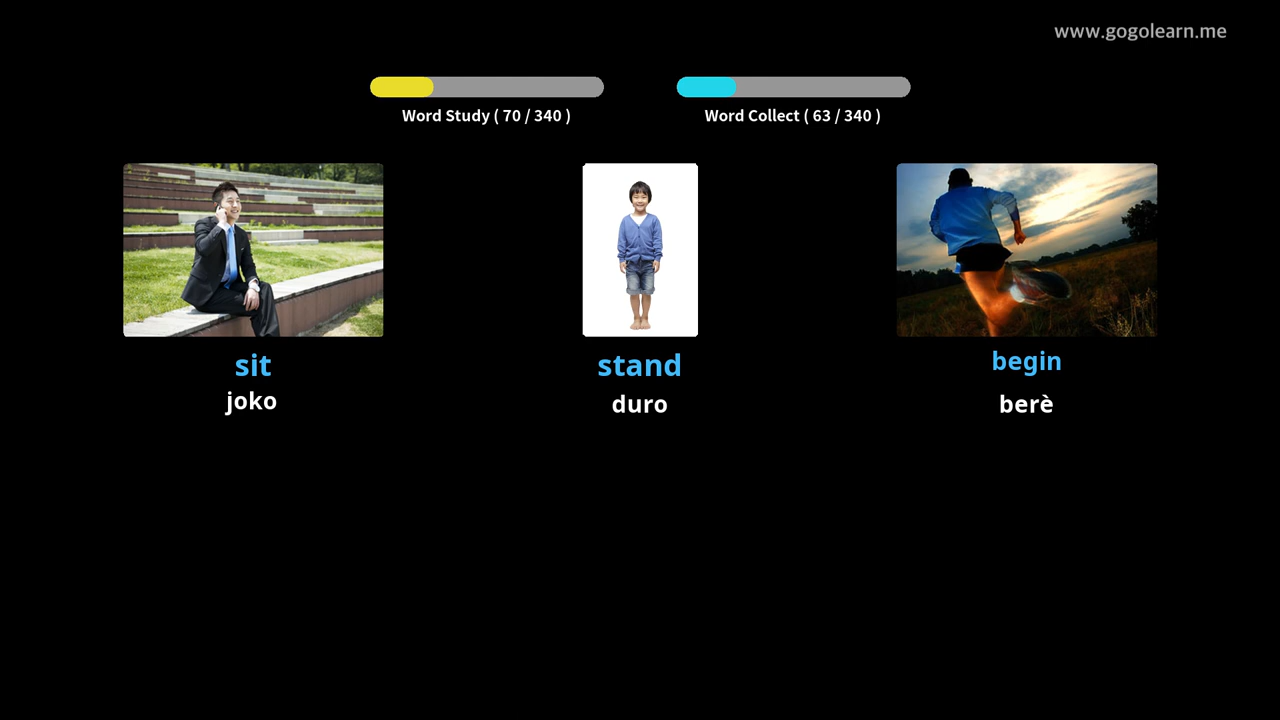 www.gogolearn.me
Word Study ( 70 / 340 )
Word Collect ( 63 / 340 )
sit
joko
stand
duro
begin
berè